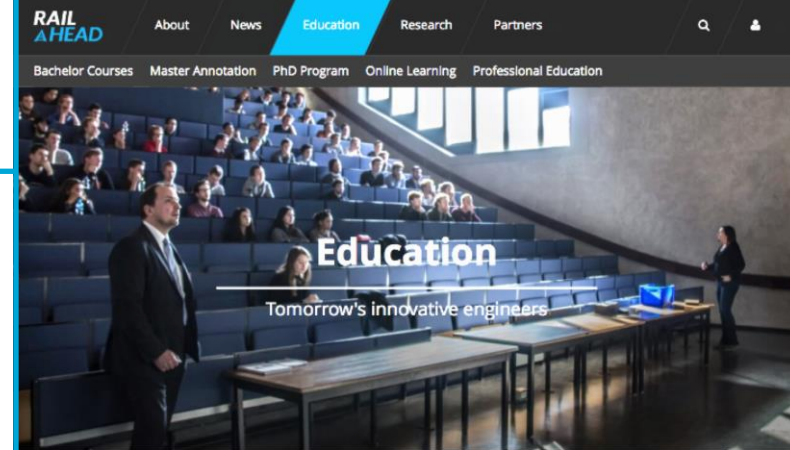 RAIL
AHEAD
About News Education Research Partners
Bachelor Courses Master Annotation PhD Program Online Learning Professional Education
Education
Tomorrow's innovative engineers